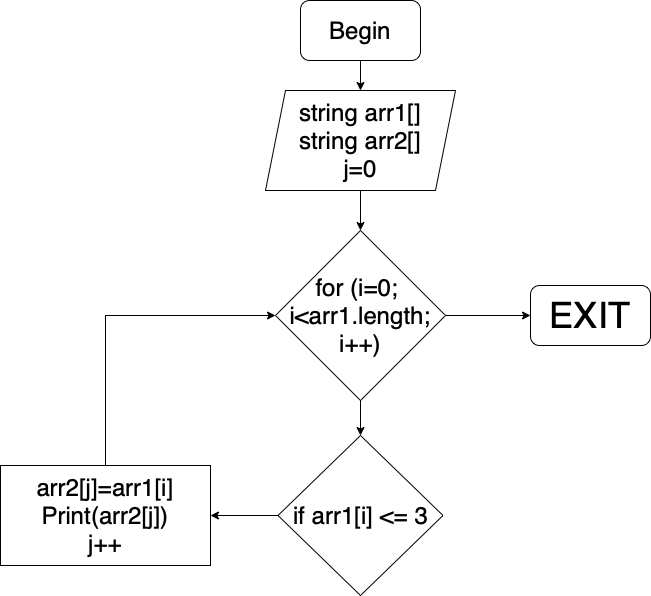 Begin
string arr1[]
string arr2[]
j=0
for (i=0;
i<arr1.length;
i++)
EXIT
if arr1[i] <= 3
arr2[j]=arr1[i]
Print(arr2[j])
j++